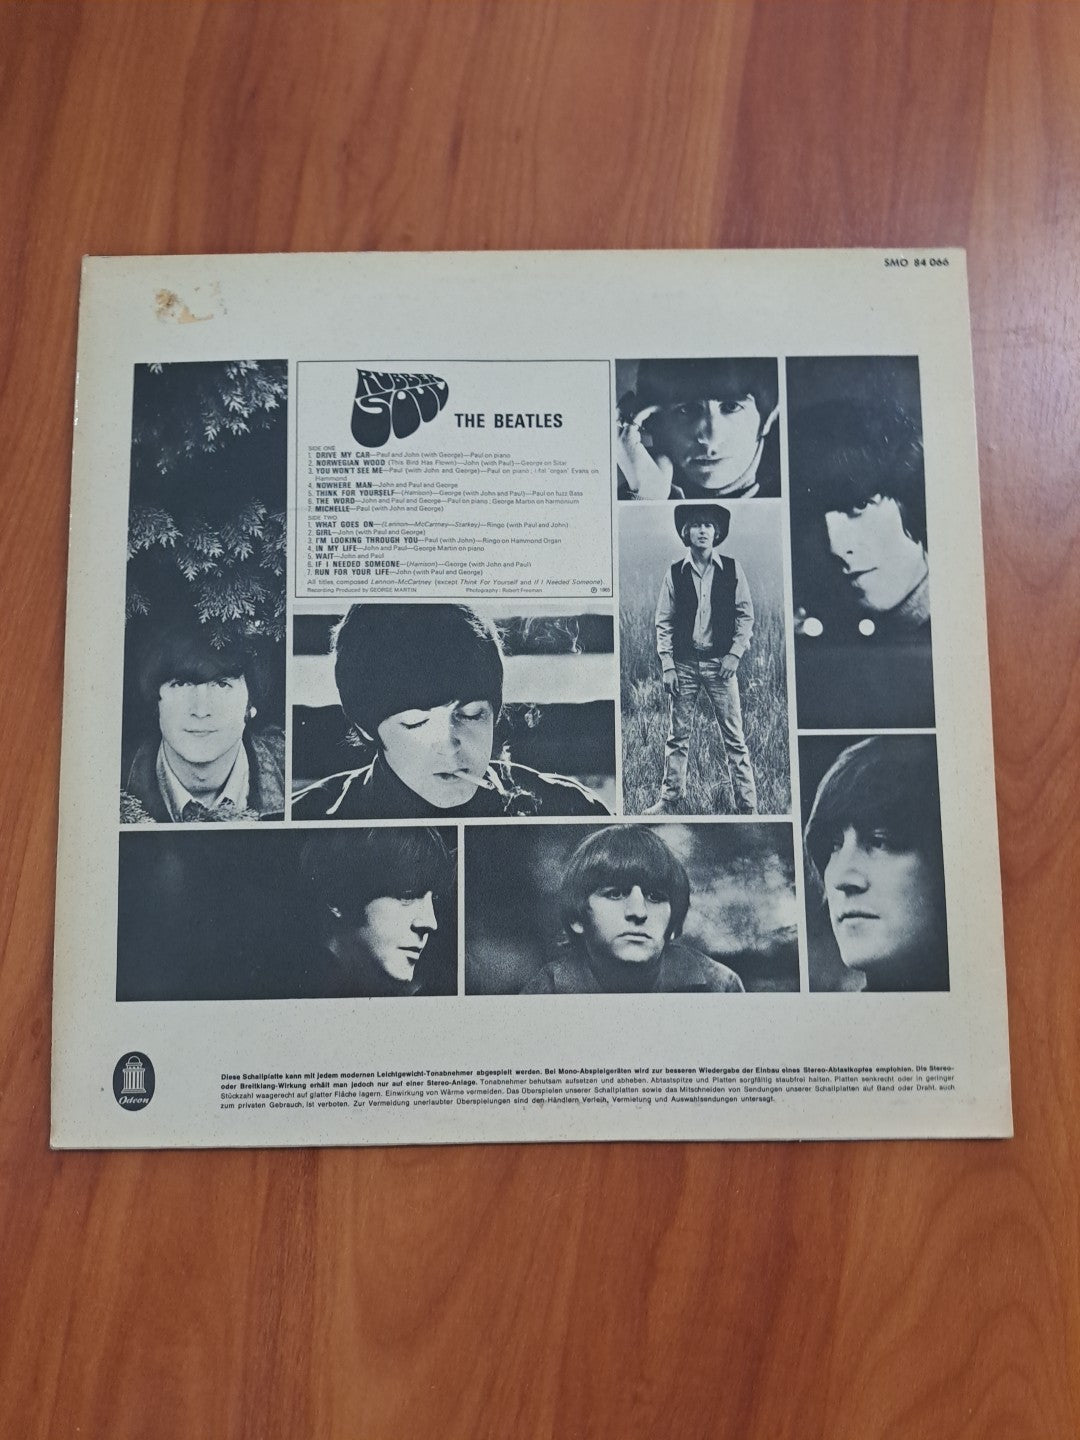 SMO 84 066
RUBBER
SOUL
THE BEATLES
SIDE ONE
1. DRIVE MY CAR—Paul and John (with George)—Paul on piano
2. NORWEGIAN WOOD (This Bird Has Flown)—John (with Paul)—George on Sitar
3. YOU WON'T SEE ME—Paul (with John and George)—Paul on piano; Mal 'organ' Evans on
Hammond
4. NOWHERE MAN—John and Paul and George
5. THINK FOR YOURSELF—(Harrison)—George (with John and Paul)—Paul on fuzz Bass
6. THE WORD—John and Paul and George—Paul on piano; George Martin on harmonium
7. MICHELLE—Paul (with John and George)
SIDE TWO
1. WHAT GOES ON—(Lennon—McCartney—Starkey)—Ringo (with Paul and John)
2. GIRL—John (with Paul and George)
3. I'M LOOKING THROUGH YOU—Paul (with John)—Ringo on Hammond Organ
4. IN MY LIFE—John and Paul—George Martin on piano
5. WAIT—John and Paul
6. IF I NEEDED SOMEONE—(Harrison)—George (with John and Paul)
7. RUN FOR YOUR LIFE—John (with Paul and George)
All titles composed Lennon-McCartney (except Think For Yourself and If I Needed Someone).
Recording Produced by GEORGE MARTIN Photography: Robert Freeman ℗ 1965
Odeon
Diese Schallplatte kann mit jedem modernen Leichtgewicht-Tonabnehmer abgespielt werden. Bei Mono-Abspielgeräten wird zur besseren Wiedergabe der Einbau eines Stereo-Abtastkopfes empfohlen. Die Stereo-
oder Breitklang-Wirkung erhält man jedoch nur auf einer Stereo-Anlage. Tonabnehmer behutsam aufsetzen und abheben. Abtastspitze und Platten sorgfältig staubfrei halten. Platten senkrecht oder in geringer
Stückzahl waagerecht auf glatter Fläche lagern. Einwirkung von Wärme vermeiden. Das Überspielen unserer Schallplatten sowie das Mitschneiden von Sendungen unserer Schallplatten auf Band oder Draht, auch
zum privaten Gebrauch, ist verboten. Zur Vermeidung unerlaubter Überspielungen sind den Händlern Verleih, Vermietung und Auswahlsendungen untersagt.